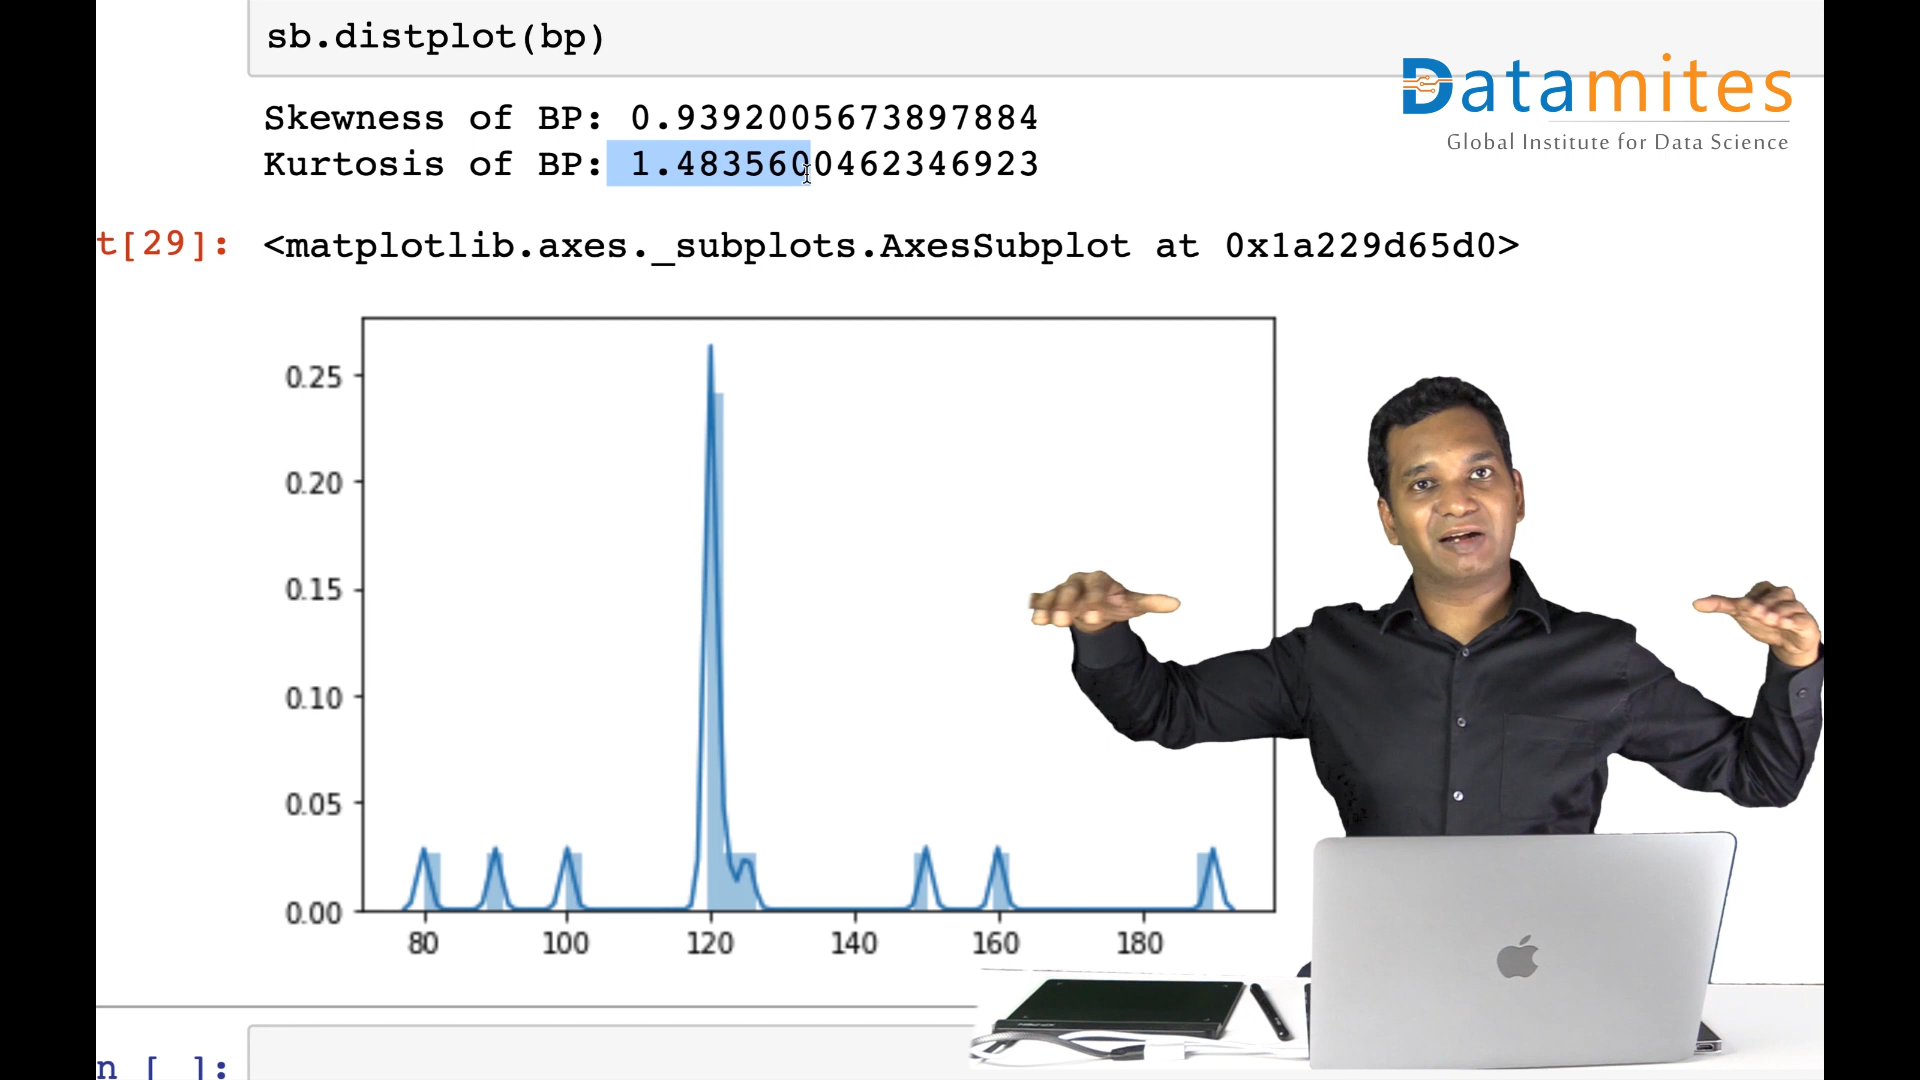 sb.distplot(bp)
Datamites
Global Institute for Data Science
Skewness of BP: 0.9392005673897884
Kurtosis of BP: 1.4835600462346923
t[29]: <matplotlib.axes._subplots.AxesSubplot at 0x1a229d65d0>
0.25
0.20
0.15
0.10
0.05
0.00
80 100 120 140 160 180
n [ ]: